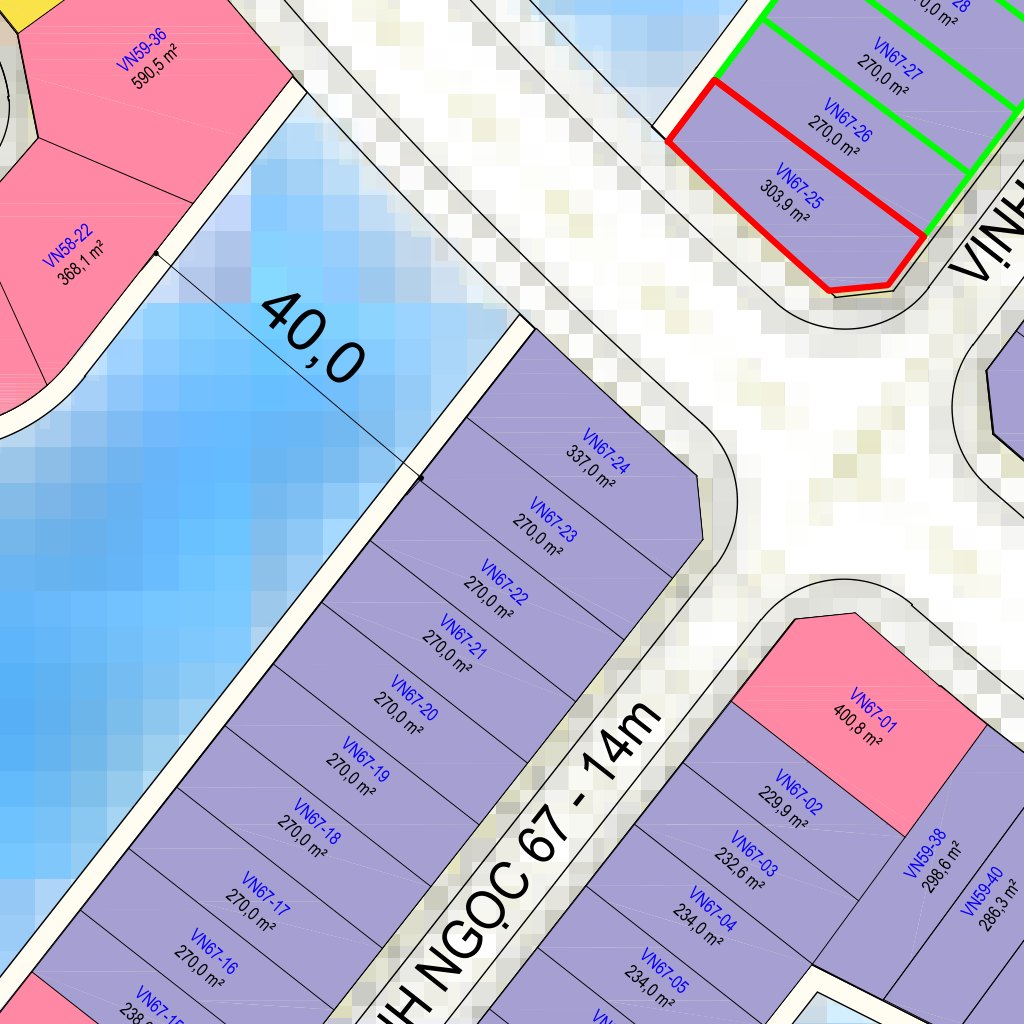 VN59-36
590,5 m²
VN58-22
368,1 m²
40,0
28
VN67-27
270,0 m²
VN67-26
270,0 m²
VN67-25
303,9 m²
VỊNH
VN67-24
337,0 m²
VN67-23
270,0 m²
VN67-22
270,0 m²
VN67-21
270,0 m²
VN67-20
270,0 m²
VN67-19
270,0 m²
VN67-18
270,0 m²
VN67-17
270,0 m²
VN67-16
270,0 m²
VN67-15
NH NGỌC 67 - 14m
VN67-01
400,8 m²
VN67-02
229,9 m²
VN67-03
232,6 m²
VN67-04
234,0 m²
VN67-05
234,0 m²
VN59-38
298,6 m²
VN59-40
286,3 m²